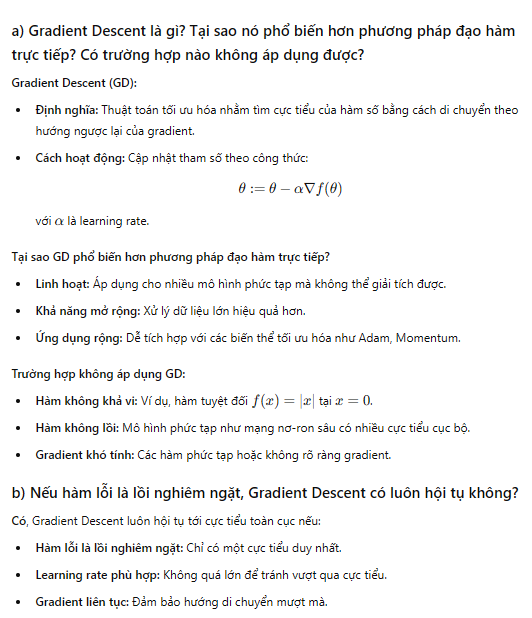 a) Gradient Descent là gì? Tại sao nó phổ biến hơn phương pháp đạo hàm
trực tiếp? Có trường hợp nào không áp dụng được?
Gradient Descent (GD):
• Định nghĩa: Thuật toán tối ưu hóa nhằm tìm cực tiểu của hàm số bằng cách di chuyển theo
hướng ngược lại của gradient.
• Cách hoạt động: Cập nhật tham số theo công thức:
θ := θ − α∇f(θ)
với α là learning rate.
Tại sao GD phổ biến hơn phương pháp đạo hàm trực tiếp?
• Linh hoạt: Áp dụng cho nhiều mô hình phức tạp mà không thể giải tích được.
• Khả năng mở rộng: Xử lý dữ liệu lớn hiệu quả hơn.
• Ứng dụng rộng: Dễ tích hợp với các biến thể tối ưu hóa như Adam, Momentum.
Trường hợp không áp dụng GD:
• Hàm không khả vi: Ví dụ, hàm tuyệt đối f(x) = |x| tại x = 0.
• Hàm không lồi: Mô hình phức tạp như mạng nơ-ron sâu có nhiều cực tiểu cục bộ.
• Gradient khó tính: Các hàm phức tạp hoặc không rõ ràng gradient.
b) Nếu hàm lỗi là lồi nghiêm ngặt, Gradient Descent có luôn hội tụ không?
Có, Gradient Descent luôn hội tụ tới cực tiểu toàn cục nếu:
• Hàm lỗi là lồi nghiêm ngặt: Chỉ có một cực tiểu duy nhất.
• Learning rate phù hợp: Không quá lớn để tránh vượt qua cực tiểu.
• Gradient liên tục: Đảm bảo hướng di chuyển mượt mà.